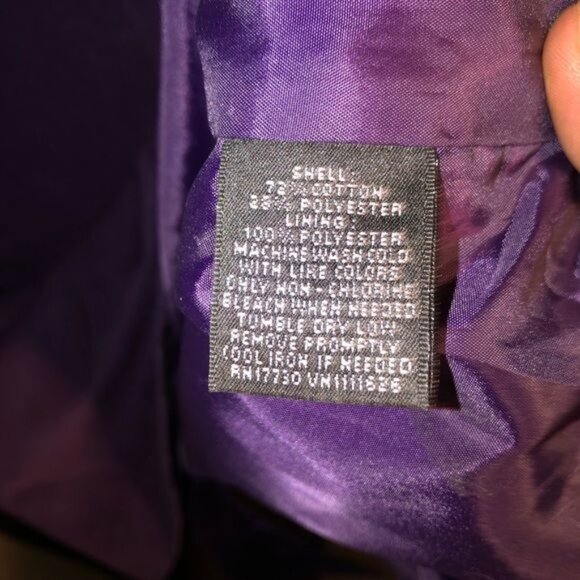 SHELL:
72% COTTON
28% POLYESTER
LINING:
100% POLYESTER
MACHINE WASH COLD
WITH LIKE COLORS
ONLY NON-CHLORINE
BLEACH WHEN NEEDED
TUMBLE DRY LOW
REMOVE PROMPTLY
COOL IRON IF NEEDED
RN17730 VN1111626